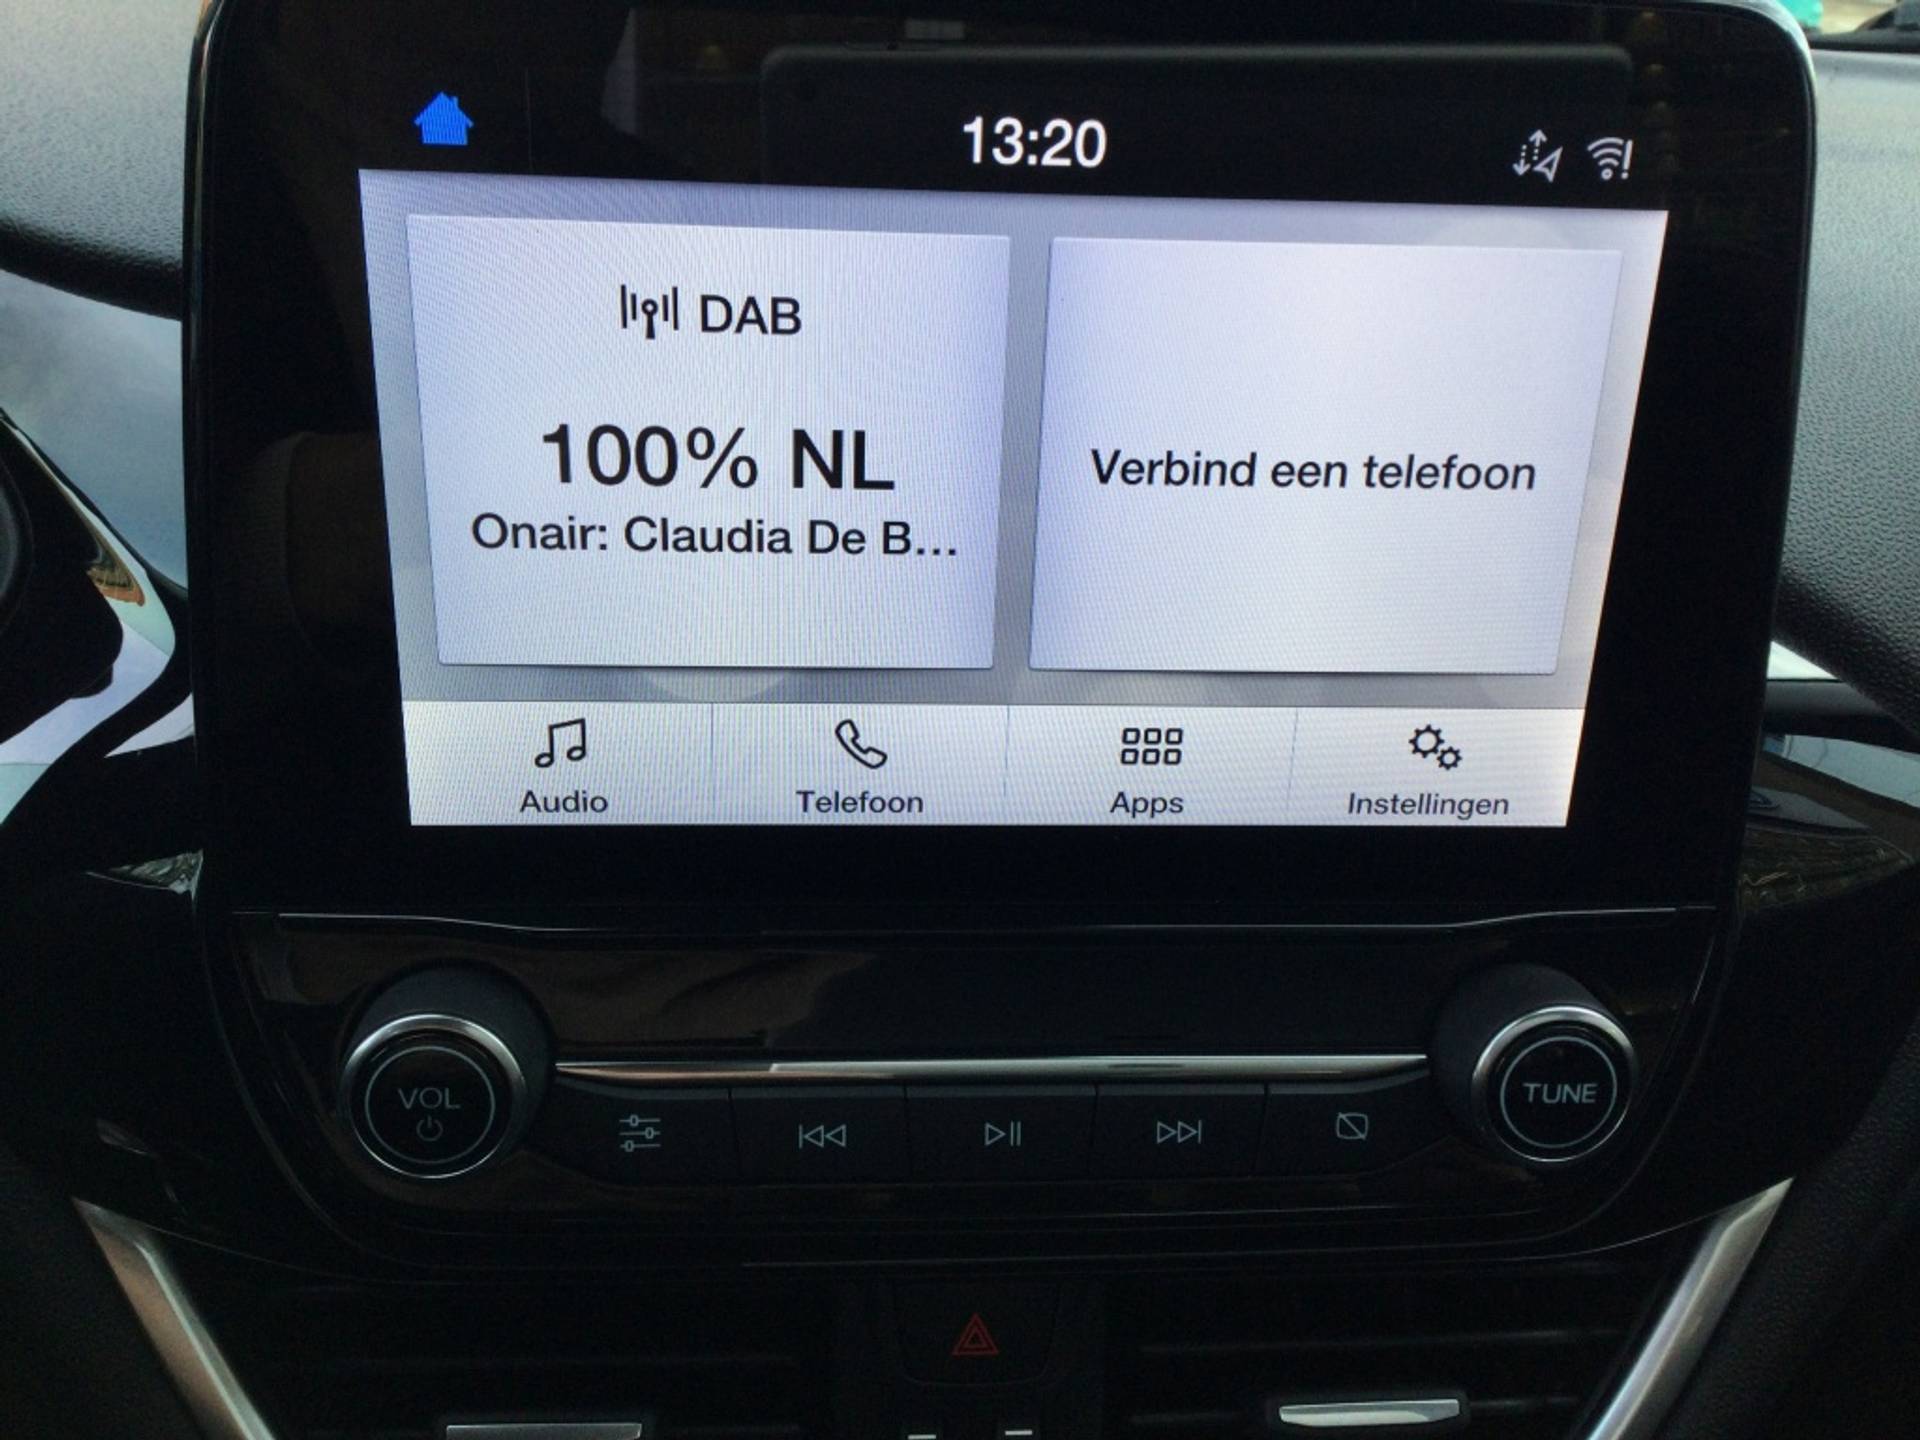 13:20
DAB
100% NL
Onair: Claudia De B...
Verbind een telefoon
Audio
Telefoon
Apps
Instellingen
VOL
TUNE